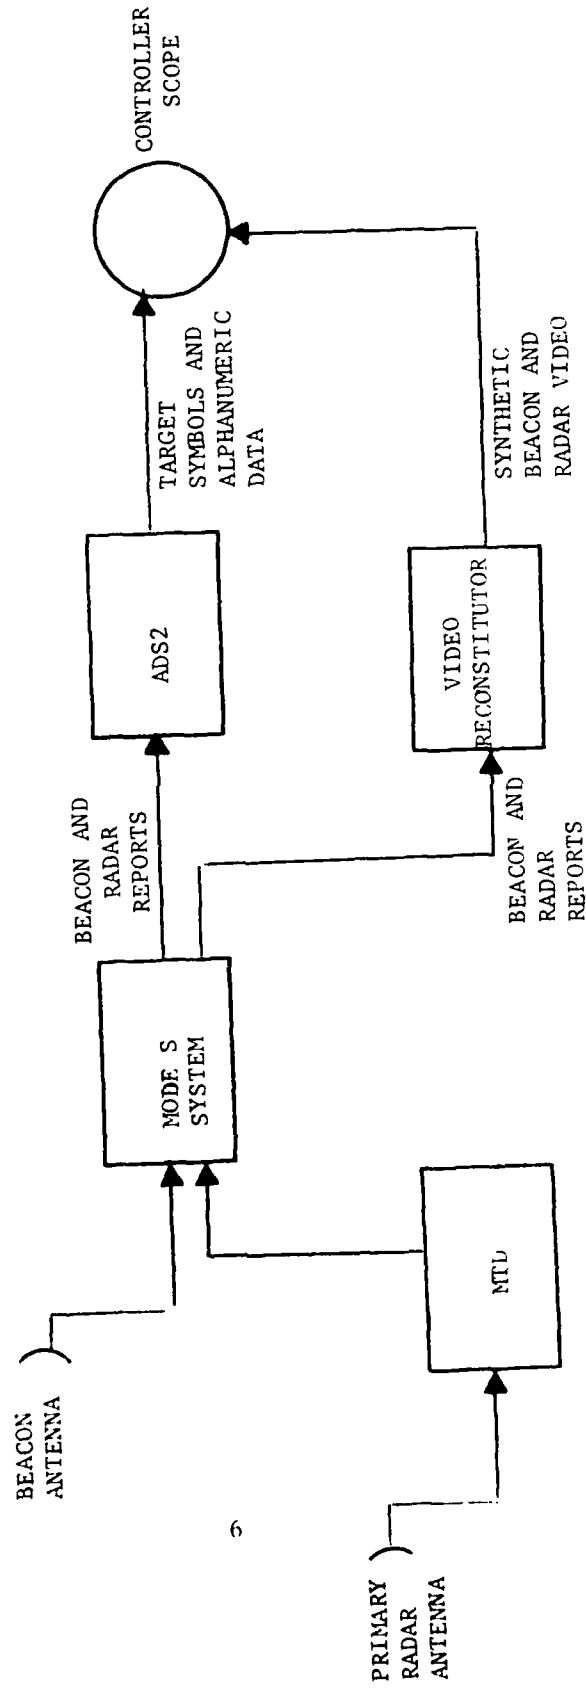 BEACON
ANTENNA
PRIMARY
RADAR
ANTENNA
MTD
MODE S
SYSTEM
BEACON AND
RADAR
REPORTS
BEACON AND
RADAR
REPORTS
ADS2
VIDEO
RECONSTITUTOR
TARGET
SYMBOLS AND
ALPHANUMERIC
DATA
SYNTHETIC
BEACON AND
RADAR VIDEO
CONTROLLER
SCOPE
6